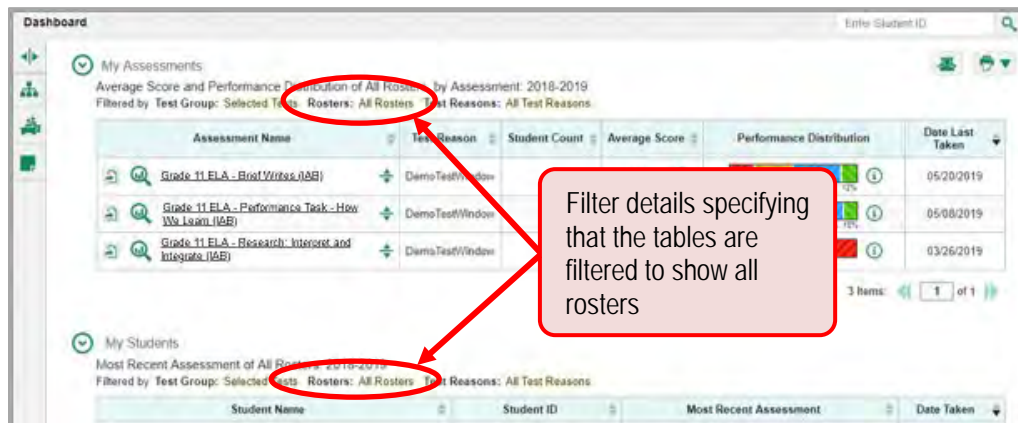 Dashboard
Enter Student ID
My Assessments
Average Score and Performance Distribution of All Rosters, by Assessment: 2018-2019
Filtered by Test Group: Selected Tests Rosters: All Rosters Test Reasons: All Test Reasons
Assessment Name Test Reason Student Count Average Score Performance Distribution Date Last Taken
Grade 11 ELA - Brief Writes (IAB) DemoTestWindow 12% 05/20/2019
Grade 11 ELA - Performance Task - How We Learn (IAB) DemoTestWindow 12% 05/08/2019
Grade 11 ELA - Research: Interpret and Integrate (IAB) DemoTestWindow 03/26/2019
Filter details specifying
that the tables are
filtered to show all
rosters
3 Items: 1 of 1
My Students
Most Recent Assessment of All Rosters: 2018-2019
Filtered by Test Group: Selected Tests Rosters: All Rosters Test Reasons: All Test Reasons
Student Name Student ID Most Recent Assessment Date Taken